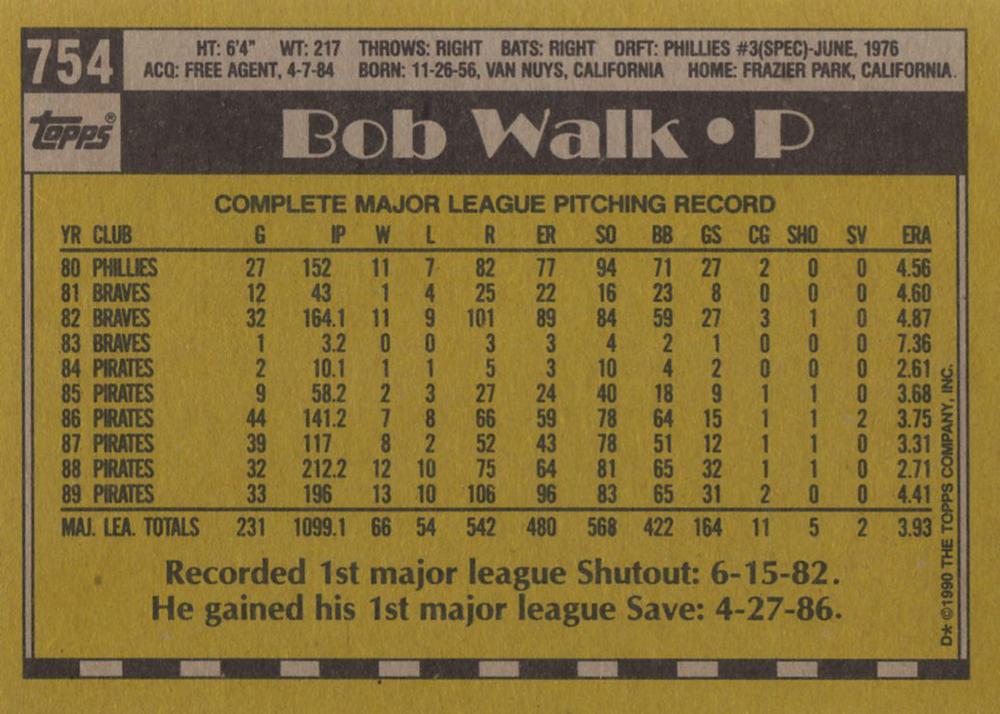 754
HT: 6'4" WT: 217 THROWS: RIGHT BATS: RIGHT DRFT: PHILLIES #3(SPEC)-JUNE, 1976
ACQ: FREE AGENT, 4-7-84 BORN: 11-26-56, VAN NUYS, CALIFORNIA HOME: FRAZIER PARK, CALIFORNIA.
topps®
Bob Walk • P
COMPLETE MAJOR LEAGUE PITCHING RECORD
YR CLUB G IP W L R ER SO BB GS CG SHO SV ERA
80 PHILLIES 27 152 11 7 82 77 94 71 27 2 0 0 4.56
81 BRAVES 12 43 1 4 25 22 16 23 8 0 0 0 4.60
82 BRAVES 32 164.1 11 9 101 89 84 59 27 3 1 0 4.87
83 BRAVES 1 3.2 0 0 3 3 4 2 1 0 0 0 7.36
84 PIRATES 2 10.1 1 1 5 3 10 4 2 0 0 0 2.61
85 PIRATES 9 58.2 2 3 27 24 40 18 9 1 1 0 3.68
86 PIRATES 44 141.2 7 8 66 59 78 64 15 1 1 2 3.75
87 PIRATES 39 117 8 2 52 43 78 51 12 1 1 0 3.31
88 PIRATES 32 212.2 12 10 75 64 81 65 32 1 1 0 2.71
89 PIRATES 33 196 13 10 106 96 83 65 31 2 0 0 4.41
MAJ. LEA. TOTALS 231 1099.1 66 54 542 480 568 422 164 11 5 2 3.93
Recorded 1st major league Shutout: 6-15-82.
He gained his 1st major league Save: 4-27-86.
D* ©1990 THE TOPPS COMPANY, INC.